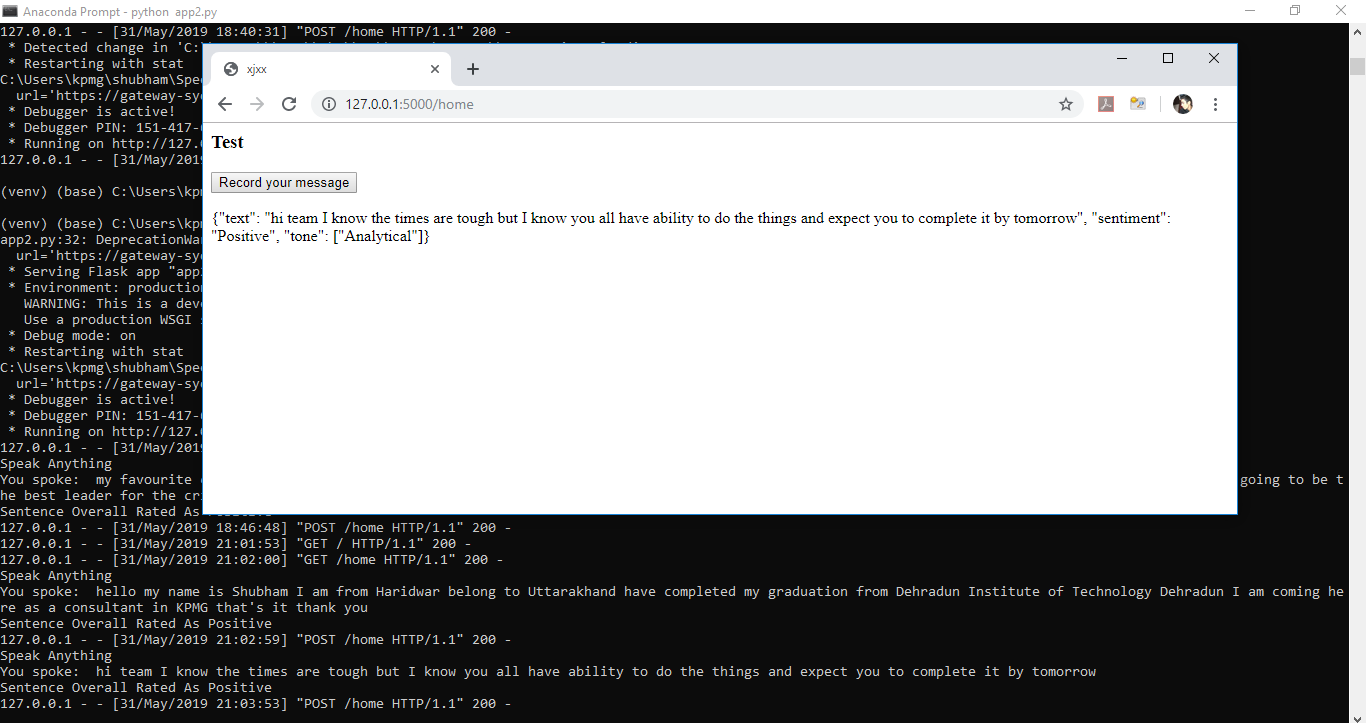 Anaconda Prompt - python  app2.py
127.0.0.1 - - [31/May/2019 18:40:31] "POST /home HTTP/1.1" 200 -
 * Detected change in 'C:
 * Restarting with stat
C:\Users\kpmg\shubham\Spe
  url='https://gateway-sy
 * Debugger is active!
 * Debugger PIN: 151-417-
 * Running on http://127.
127.0.0.1 - - [31/May/201
(venv) (base) C:\Users\kp
(venv) (base) C:\Users\kp
app2.py:32: DeprecationWa
  url='https://gateway-sy
 * Serving Flask app "app
 * Environment: productio
   WARNING: This is a dev
   Use a production WSGI
 * Debug mode: on
 * Restarting with stat
C:\Users\kpmg\shubham\Spe
  url='https://gateway-sy
 * Debugger is active!
 * Debugger PIN: 151-417-
 * Running on http://127.
127.0.0.1 - - [31/May/201
xjxx
127.0.0.1:5000/home
Test
Record your message
{"text": "hi team I know the times are tough but I know you all have ability to do the things and expect you to complete it by tomorrow", "sentiment":
"Positive", "tone": ["Analytical"]}
Speak Anything
You spoke:  my favourite going to be t
he best leader for the cr
Sentence Overall Rated As
127.0.0.1 - - [31/May/2019 18:46:48] "POST /home HTTP/1.1" 200 -
127.0.0.1 - - [31/May/2019 21:01:53] "GET / HTTP/1.1" 200 -
127.0.0.1 - - [31/May/2019 21:02:00] "GET /home HTTP/1.1" 200 -
Speak Anything
You spoke:  hello my name is Shubham I am from Haridwar belong to Uttarakhand have completed my graduation from Dehradun Institute of Technology Dehradun I am coming he
re as a consultant in KPMG that's it thank you
Sentence Overall Rated As Positive
127.0.0.1 - - [31/May/2019 21:02:59] "POST /home HTTP/1.1" 200 -
Speak Anything
You spoke:  hi team I know the times are tough but I know you all have ability to do the things and expect you to complete it by tomorrow
Sentence Overall Rated As Positive
127.0.0.1 - - [31/May/2019 21:03:53] "POST /home HTTP/1.1" 200 -